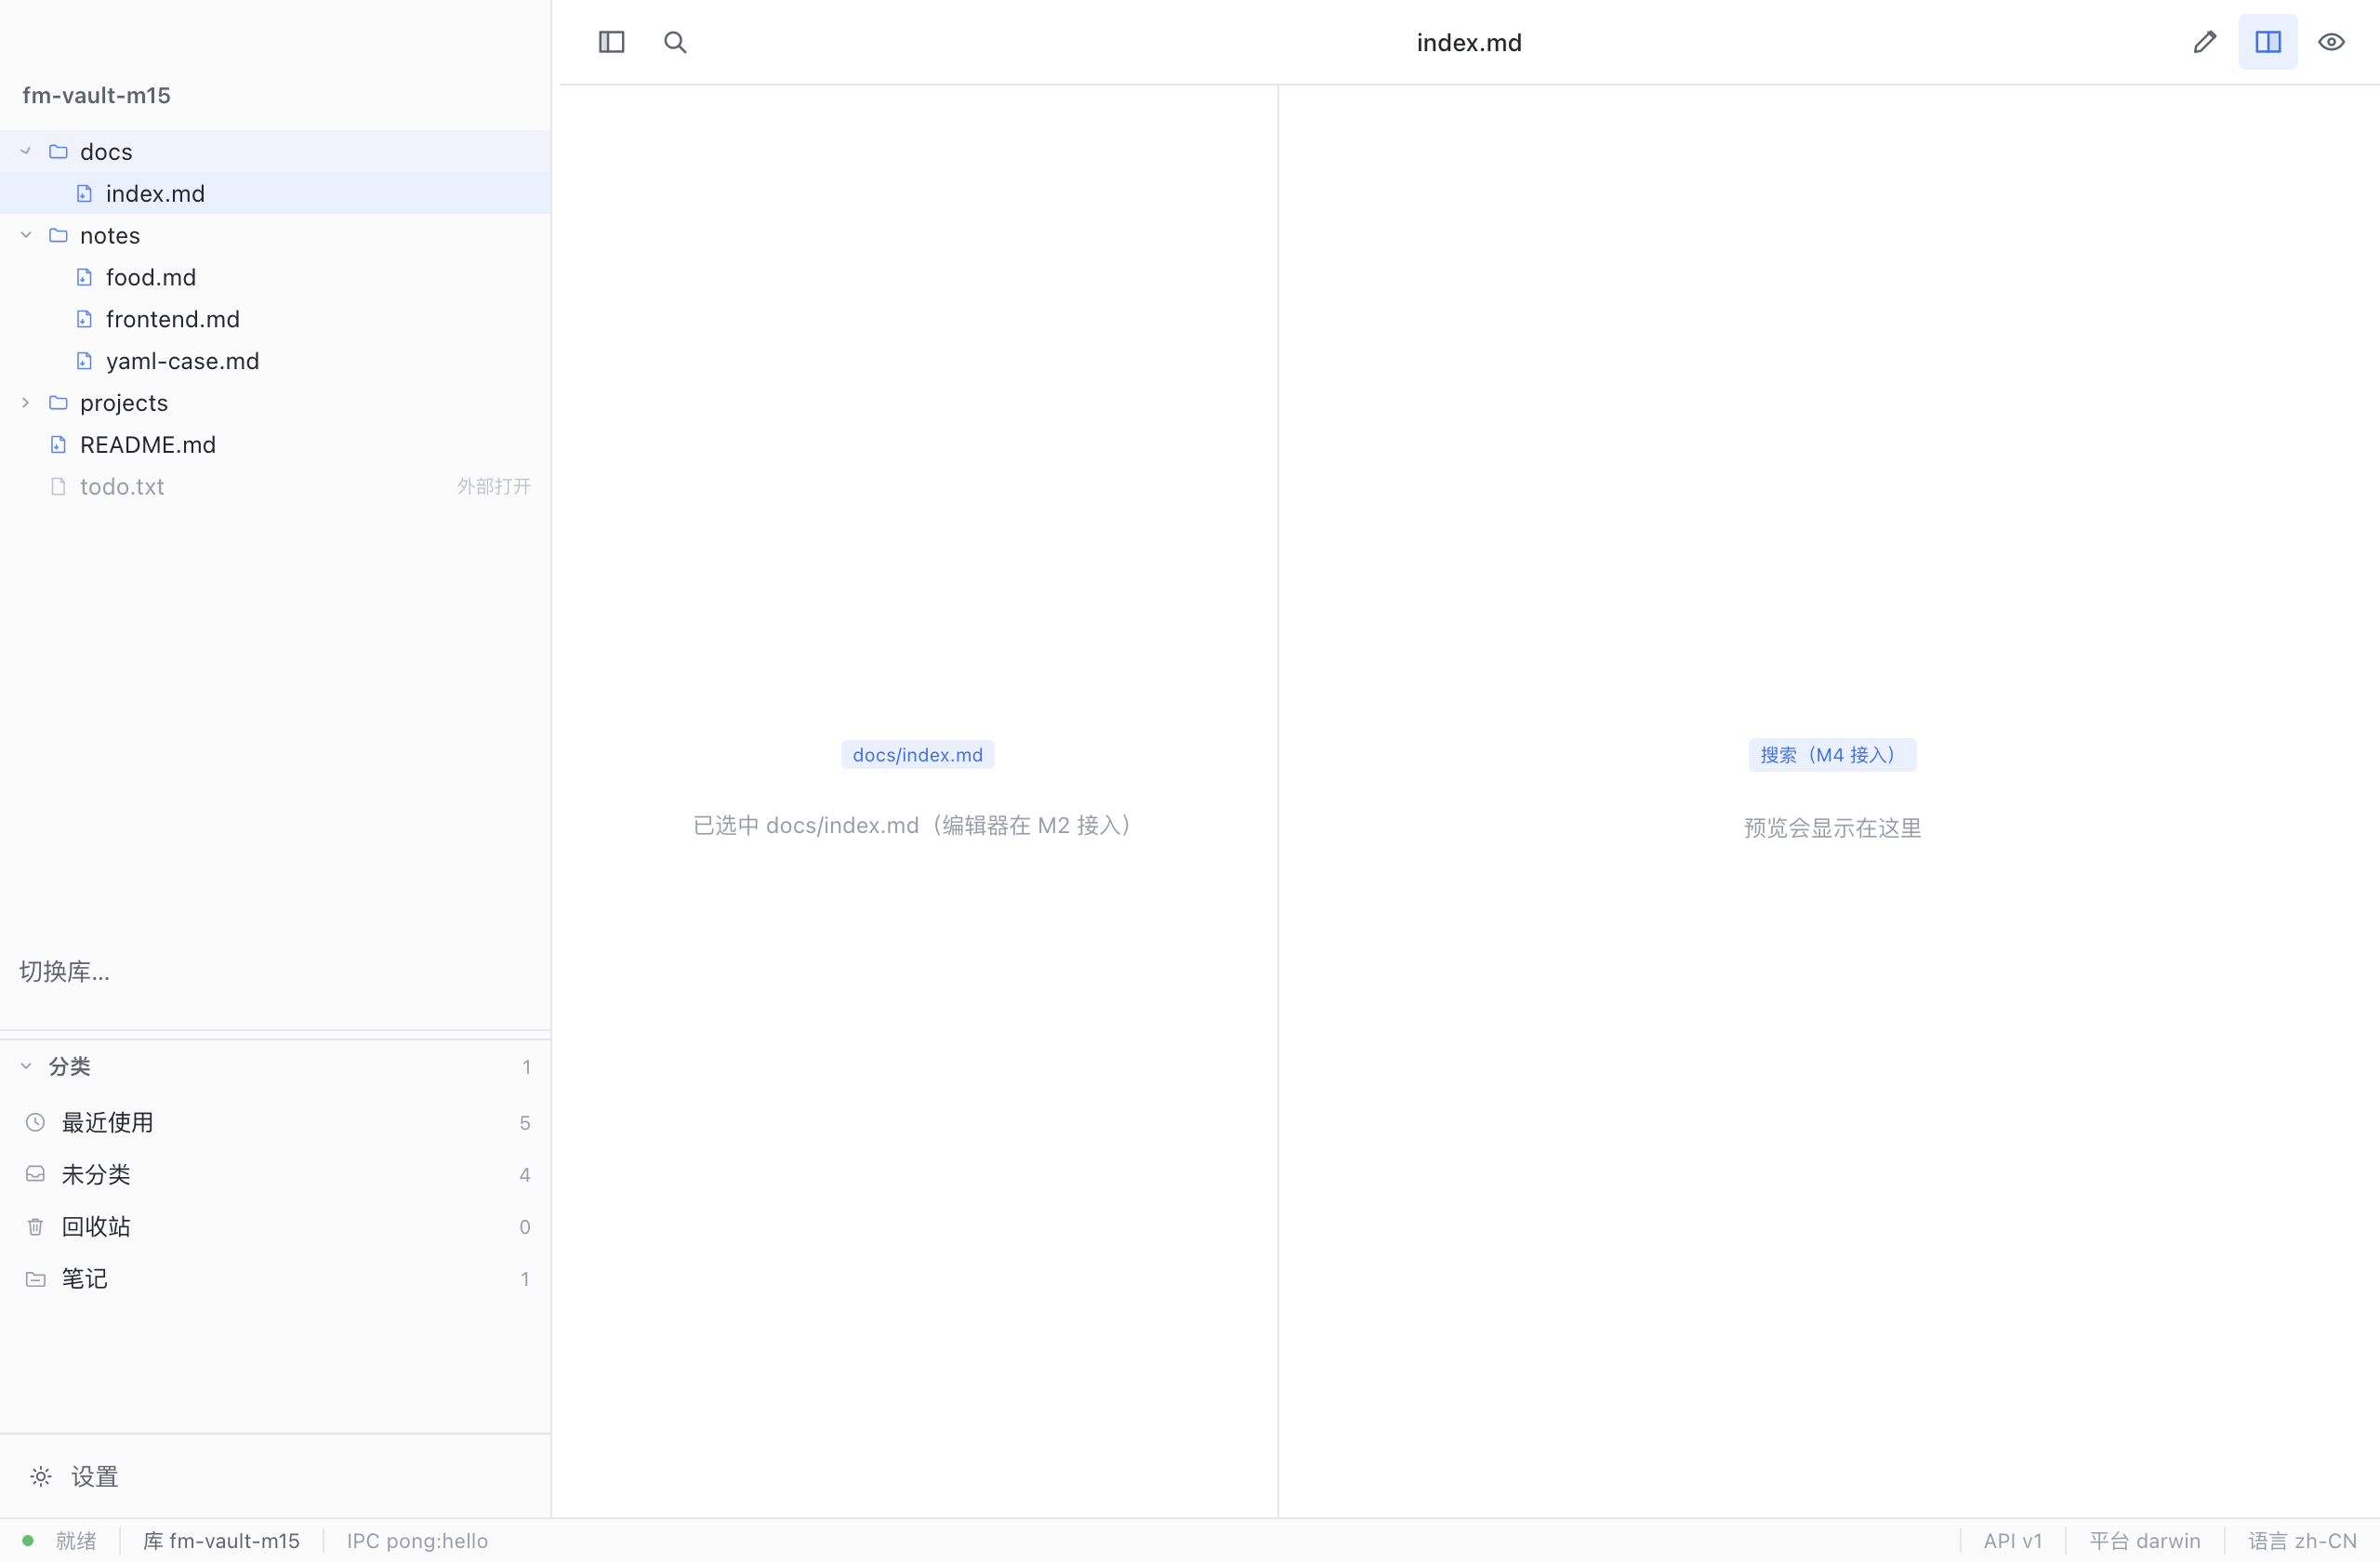 index.md
fm-vault-m15
docs
index.md
notes
food.md
frontend.md
yaml-case.md
projects
README.md
todo.txt 外部打开
docs/index.md
已选中 docs/index.md（编辑器在 M2 接入）
搜索（M4 接入）
预览会显示在这里
切换库...
分类 1
最近使用 5
未分类 4
回收站 0
笔记 1
设置
就绪 库 fm-vault-m15 IPC pong:hello API v1 平台 darwin 语言 zh-CN